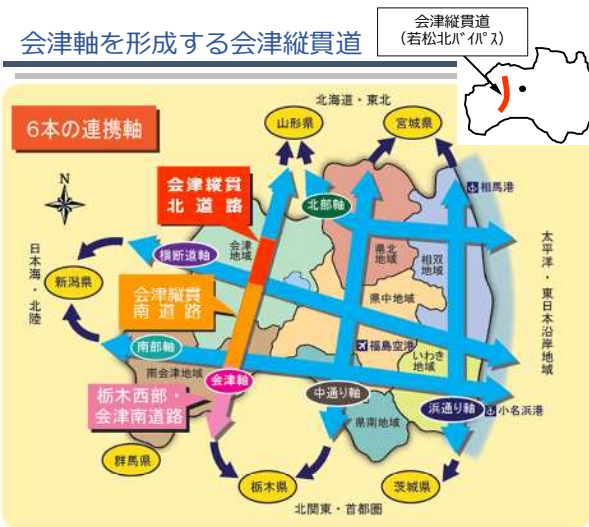 会津軸を形成する会津縦貫道
会津縦貫道
(若松北ﾊﾞｲﾊﾟｽ)
6本の連携軸
北海道・東北
山形県
宮城県
N
会津縦貫
北道路
北部軸
相馬港
横断道軸
会津
地域
県北
地域
相双
地域
日本海・北陸
新潟県
会津縦貫
南道路
県中地域
太平洋・東日本沿岸地域
福島空港
いわき
地域
南部軸
南会津地域
会津軸
中通り軸
浜通り軸
小名浜港
栃木西部・
会津南道路
県南地域
群馬県
栃木県
茨城県
北関東・首都圏